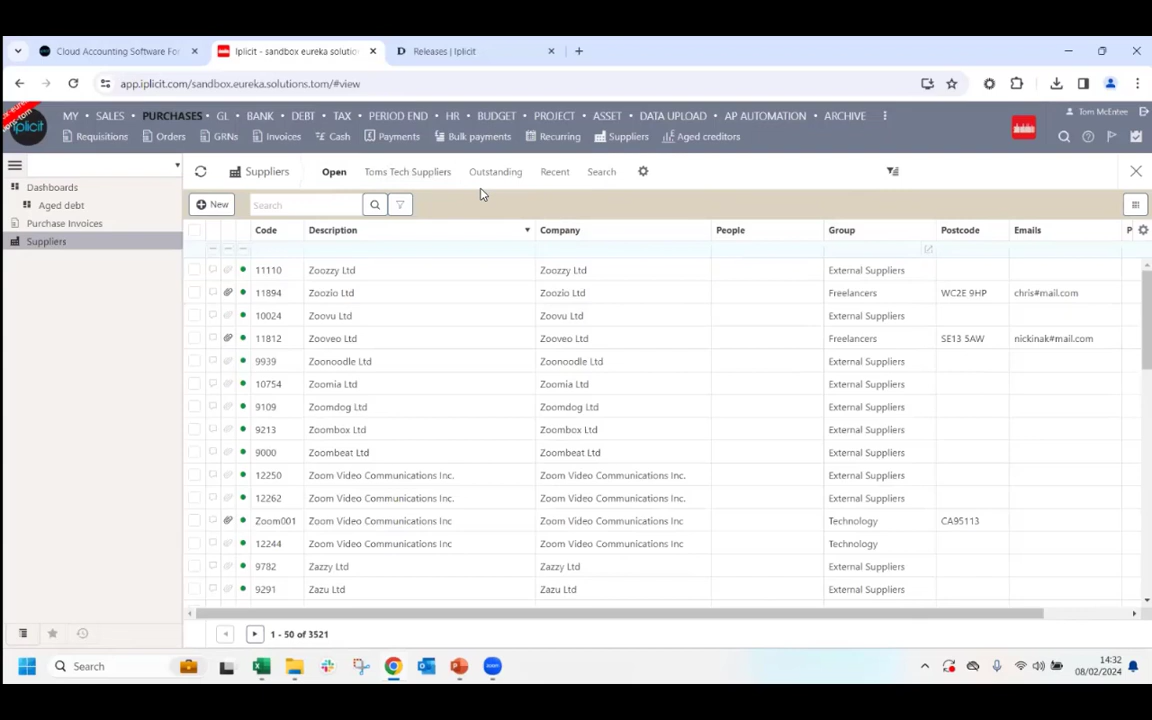 Cloud Accounting Software For
Iplicit - sandbox eureka solutio
Releases | Iplicit
app.iplicit.com/sandbox.eureka.solutions.tom/#view
iplicit
MY • SALES • PURCHASES • GL • BANK • DEBT • TAX • PERIOD END • HR • BUDGET • PROJECT • ASSET • DATA UPLOAD • AP AUTOMATION • ARCHIVE
Tom McEntee
Requisitions Orders GRNs Invoices Cash Payments Bulk payments Recurring Suppliers Aged creditors
Suppliers Open Toms Tech Suppliers Outstanding Recent Search
Dashboards
Aged debt
Purchase Invoices
Suppliers
New Search
Code Description Company People Group Postcode Emails P
11110 Zoozzy Ltd Zoozzy Ltd External Suppliers
11894 Zoozio Ltd Zoozio Ltd Freelancers WC2E 9HP chris#mail.com
10024 Zoovu Ltd Zoovu Ltd External Suppliers
11812 Zooveo Ltd Zooveo Ltd Freelancers SE13 5AW nickinak#mail.com
9939 Zoonoodle Ltd Zoonoodle Ltd External Suppliers
10754 Zoomia Ltd Zoomia Ltd External Suppliers
9109 Zoomdog Ltd Zoomdog Ltd External Suppliers
9213 Zoombox Ltd Zoombox Ltd External Suppliers
9000 Zoombeat Ltd Zoombeat Ltd External Suppliers
12250 Zoom Video Communications Inc. Zoom Video Communications Inc. External Suppliers
12262 Zoom Video Communications Inc. Zoom Video Communications Inc. External Suppliers
Zoom001 Zoom Video Communications Inc Zoom Video Communications Inc Technology CA95113
12244 Zoom Video Communications Inc Zoom Video Communications Inc Technology
9782 Zazzy Ltd Zazzy Ltd External Suppliers
9291 Zazu Ltd Zazu Ltd External Suppliers
1 - 50 of 3521
Search
14:32
08/02/2024